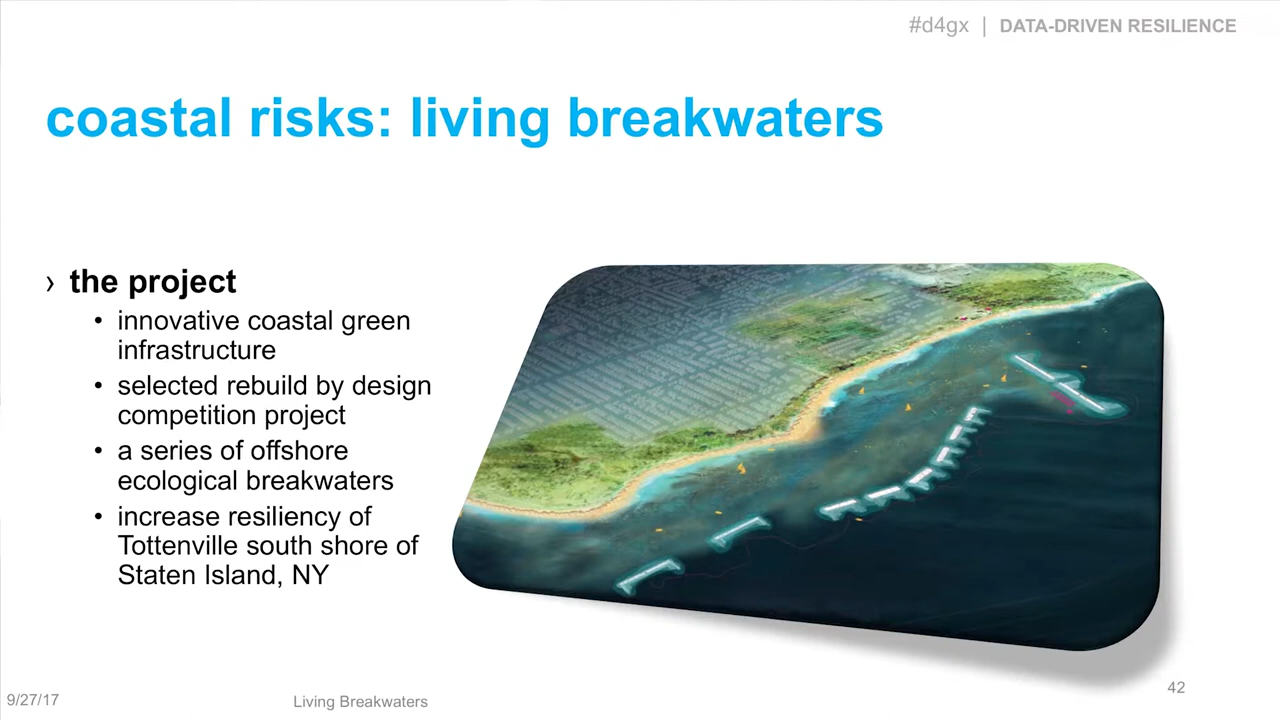 #d4gx | DATA-DRIVEN RESILIENCE
coastal risks: living breakwaters
› the project
• innovative coastal green
infrastructure
• selected rebuild by design
competition project
• a series of offshore
ecological breakwaters
• increase resiliency of
Tottenville south shore of
Staten Island, NY
9/27/17
Living Breakwaters
42